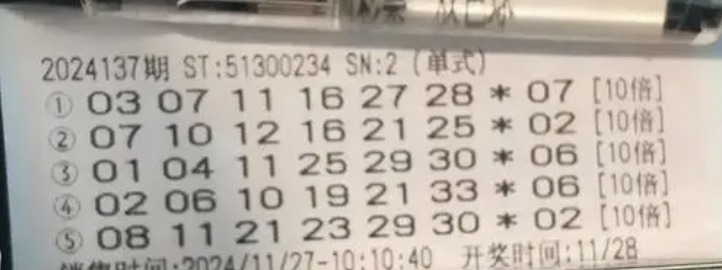 2024137期 ST:51300234 SN:2 (单式)
① 03 07 11 16 27 28 * 07 [10倍]
② 07 10 12 16 21 25 * 02 [10倍]
③ 01 04 11 25 29 30 * 06 [10倍]
④ 02 06 10 19 21 33 * 06 [10倍]
⑤ 08 11 21 23 29 30 * 02 [10倍]
销售时间:2024/11/27-10:10:40 开奖时间:11/28